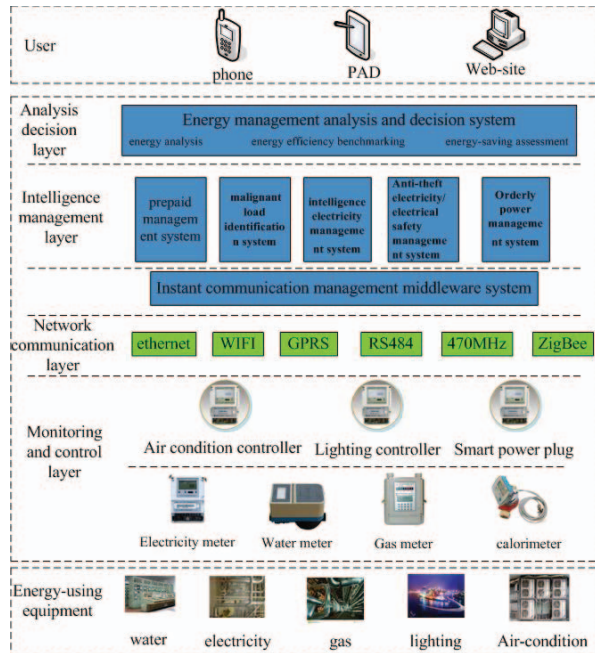 User
phone
PAD
Web-site
Analysis
decision
layer
Energy management analysis and decision system
energy analysis
energy efficiency benchmarking
energy-saving assessment
Intelligence
management
layer
prepaid
managem
ent system
malignant
load
identificatio
n system
intelligence
electricity
manageme
nt system
Anti-theft
electricity/
electrical
safety
manageme
nt system
Orderly
power
manageme
nt system
Instant communication management middleware system
Network
communication
layer
ethernet
WIFI
GPRS
RS484
470MHz
ZigBee
Monitoring
and control
layer
Air condition controller
Lighting controller
Smart power plug
Electricity meter
Water meter
Gas meter
calorimeter
Energy-using
equipment
water
electricity
gas
lighting
Air-condition